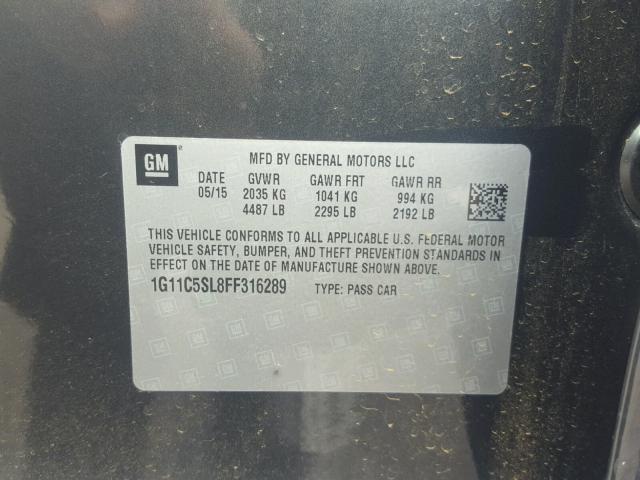 GM
MFD BY GENERAL MOTORS LLC
DATE GVWR GAWR FRT GAWR RR
05/15 2035 KG 1041 KG 994 KG
4487 LB 2295 LB 2192 LB
THIS VEHICLE CONFORMS TO ALL APPLICABLE U.S. FEDERAL MOTOR
VEHICLE SAFETY, BUMPER, AND THEFT PREVENTION STANDARDS IN
EFFECT ON THE DATE OF MANUFACTURE SHOWN ABOVE.
1G11C5SL8FF316289 TYPE: PASS CAR